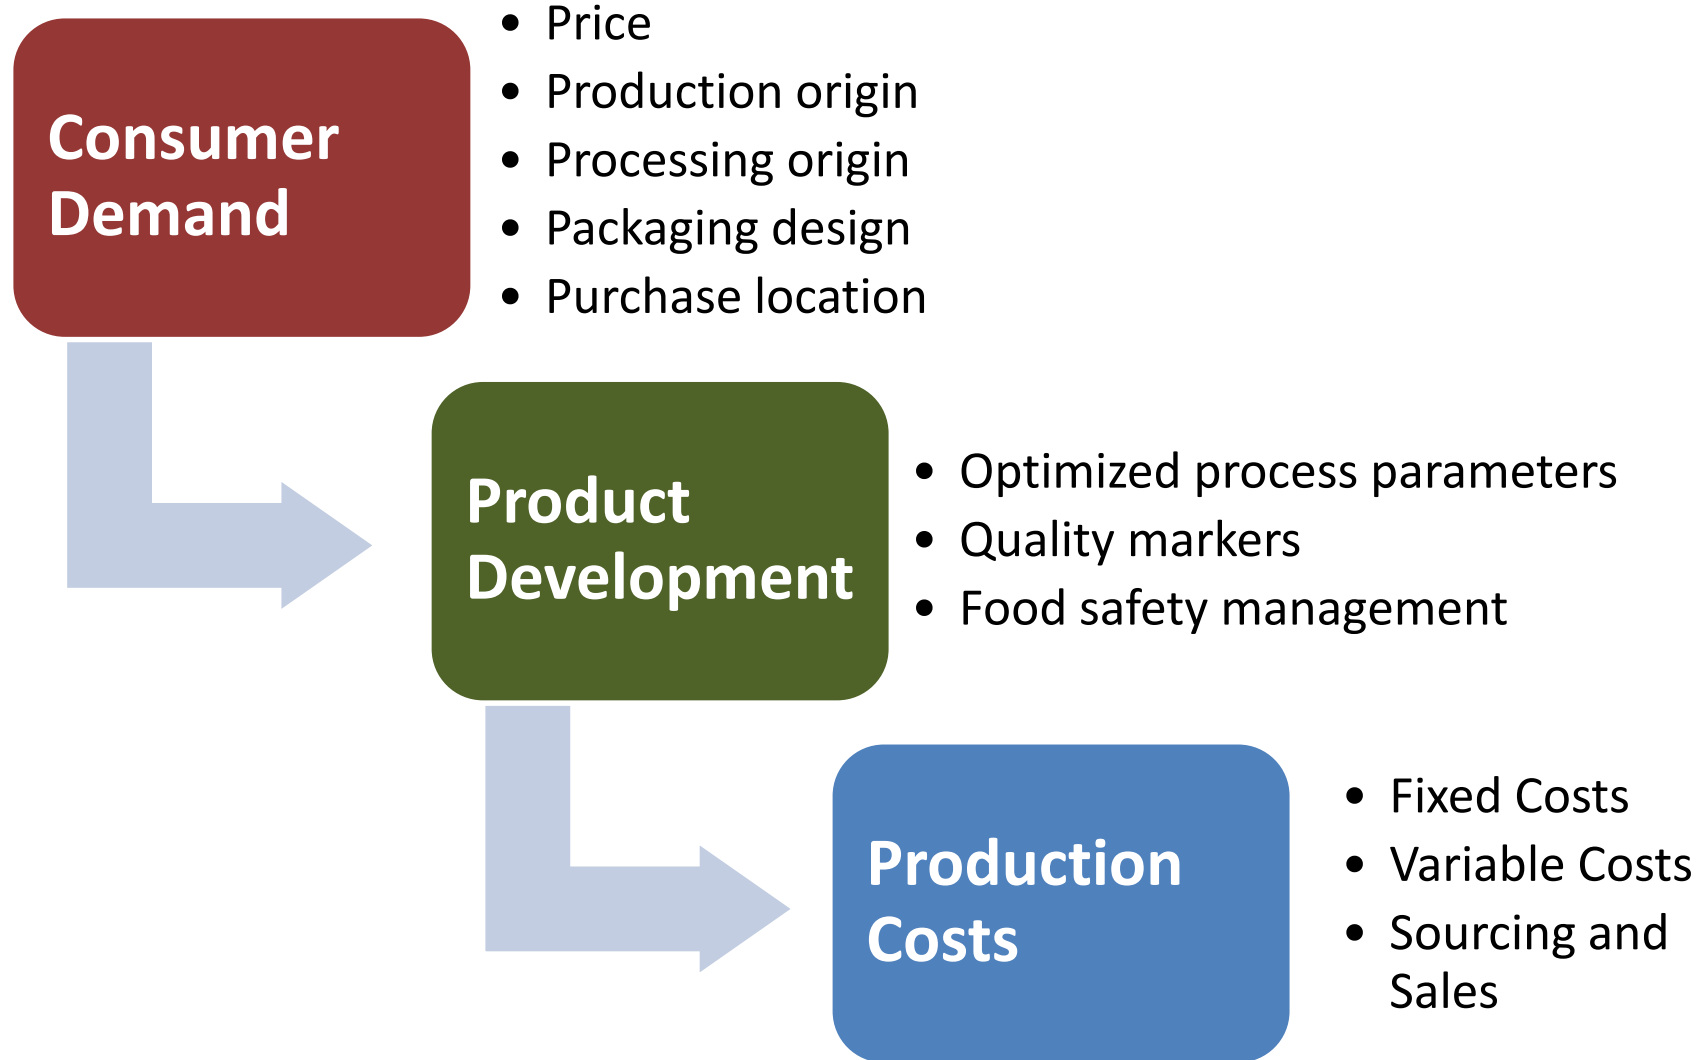 Consumer
Demand
• Price
• Production origin
• Processing origin
• Packaging design
• Purchase location
Product
Development
• Optimized process parameters
• Quality markers
• Food safety management
Production
Costs
• Fixed Costs
• Variable Costs
• Sourcing and
Sales